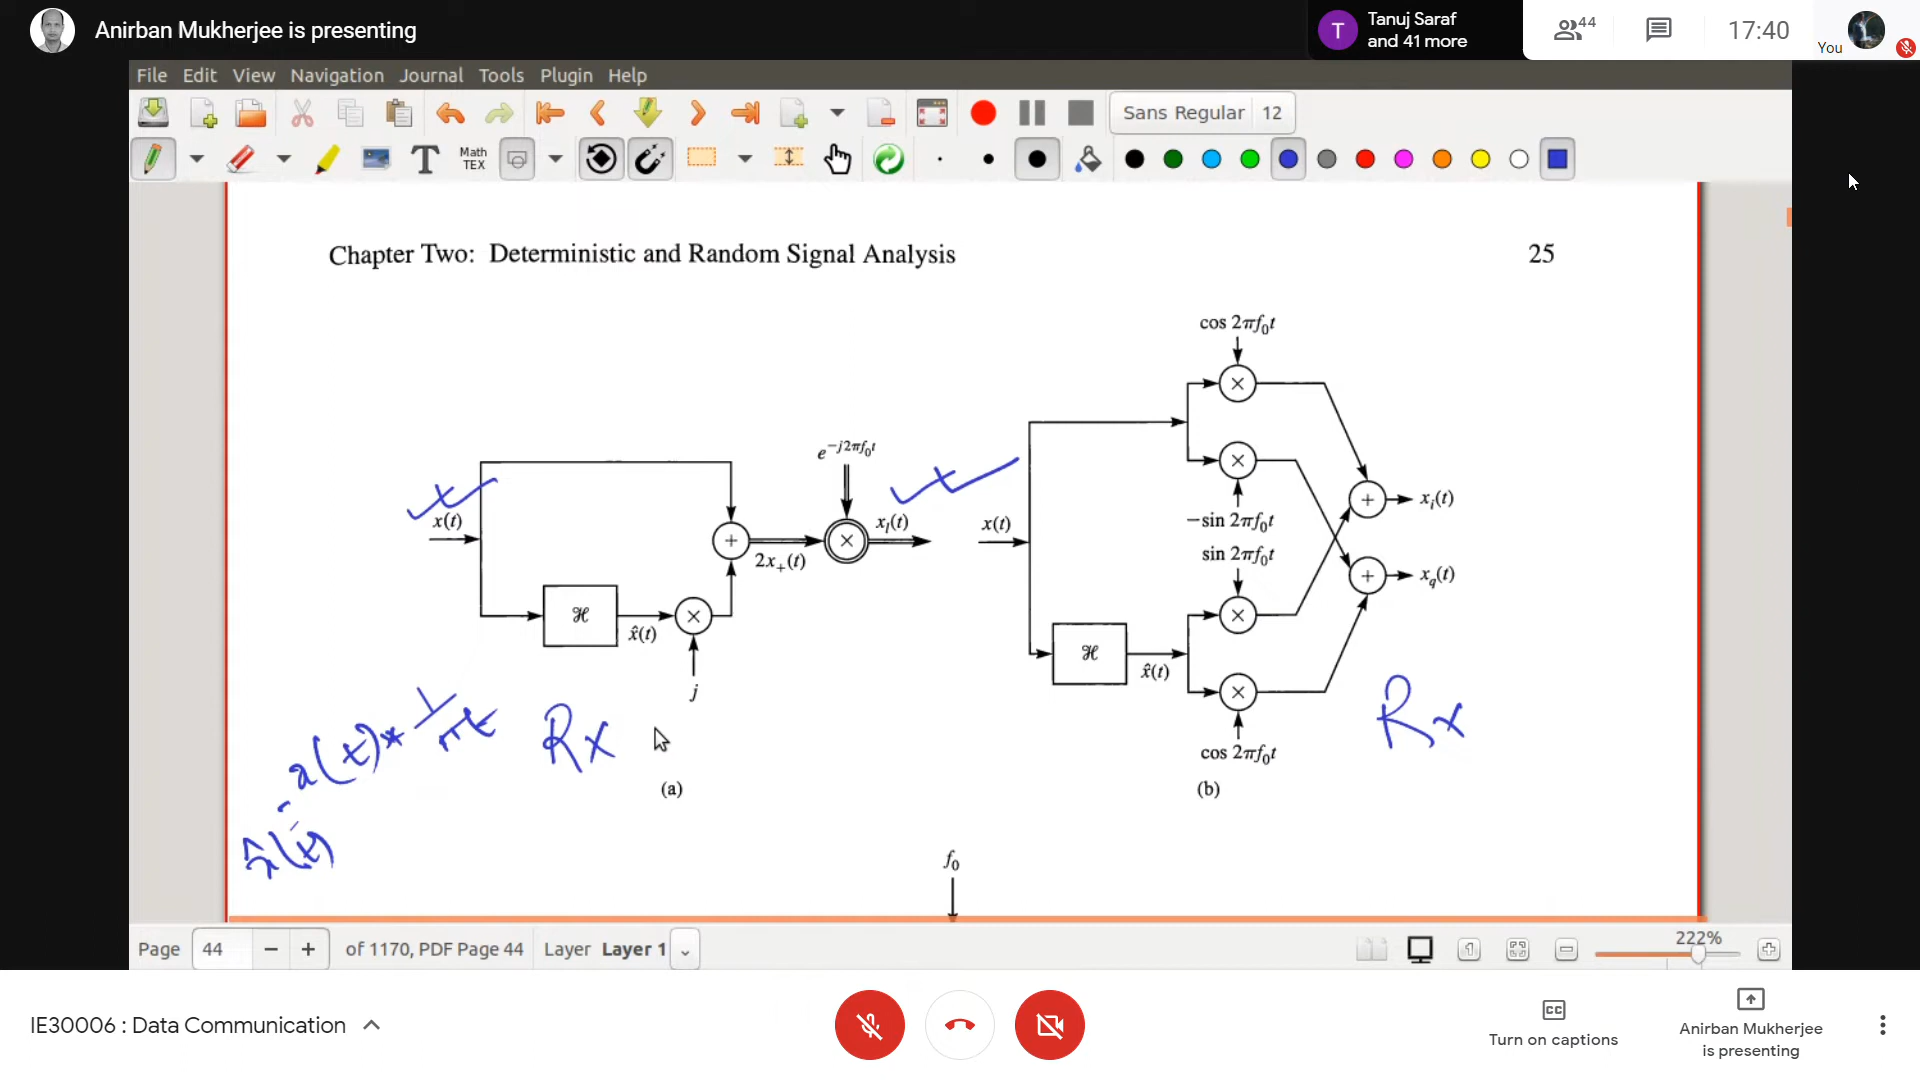 Anirban Mukherjee is presenting
T
Tanuj Saraf
and 41 more
44
17:40
You
File Edit View Navigation Journal Tools Plugin Help
Sans Regular 12
T
Math
TEX
Chapter Two: Deterministic and Random Signal Analysis 25
cos 2πf₀t
×
e^{-j2πf₀t}
×
x(t)
+
2x₊(t)
×
x_l(t)
x(t)
−sin 2πf₀t
+
x_i(t)
sin 2πf₀t
+
x_q(t)
ℋ
x̂(t)
×
j
×
ℋ
x̂(t)
×
cos 2πf₀t
x(t) * 1/πt
Rx
Rx
(a)
(b)
x̂(t)
f₀
Page 44 − + of 1170, PDF Page 44 Layer Layer 1
222%
IE30006 : Data Communication
CC
Turn on captions
Anirban Mukherjee
is presenting